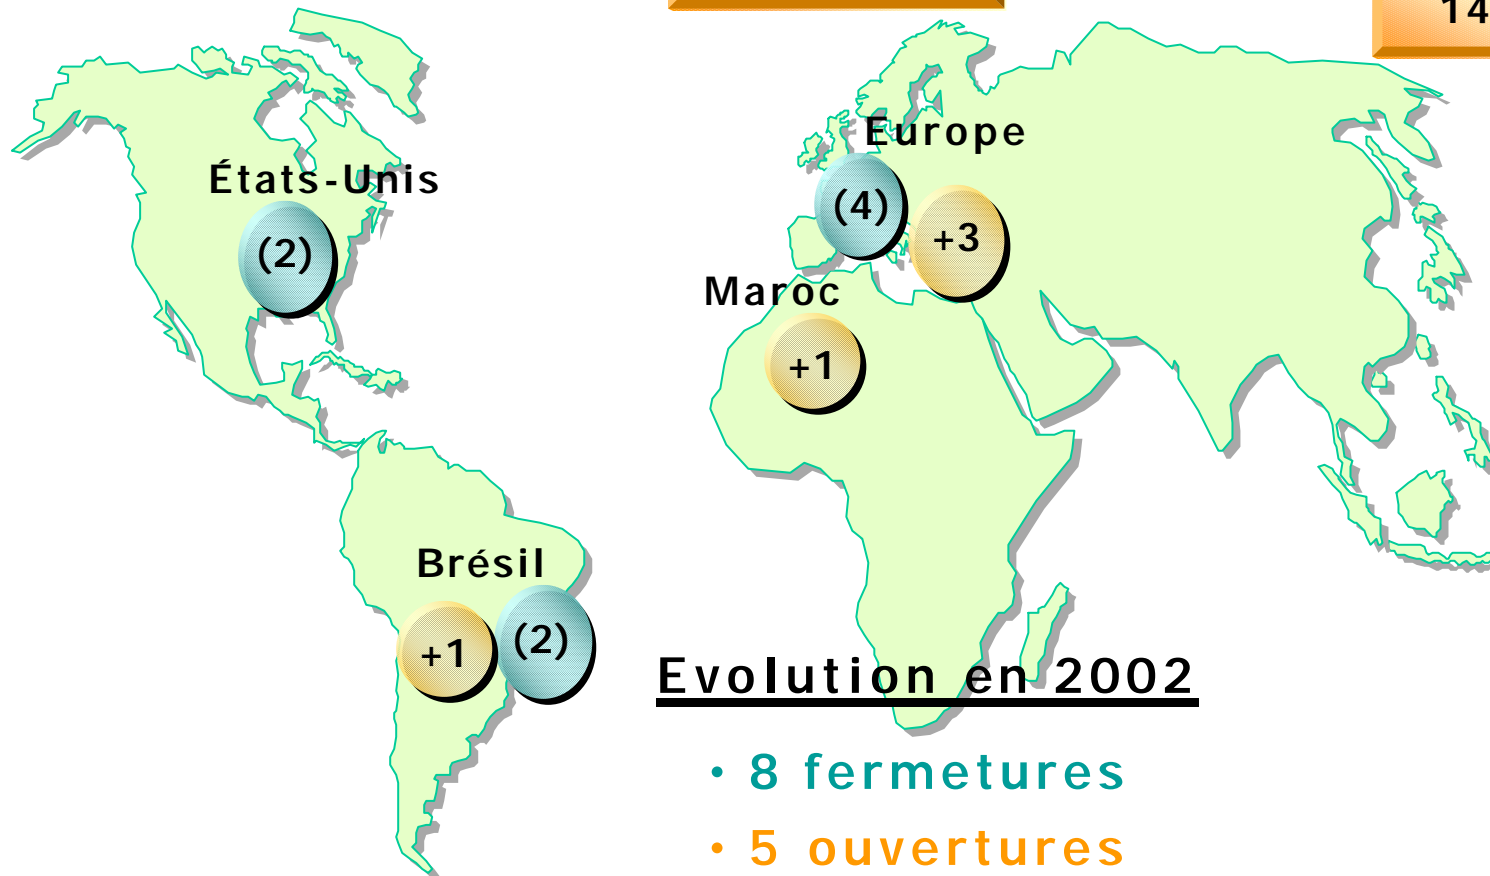 14
Europe
États-Unis
(4)
+3
(2)
Maroc
+1
Brésil
+1
(2)
Evolution en 2002
• 8 fermetures
• 5 ouvertures